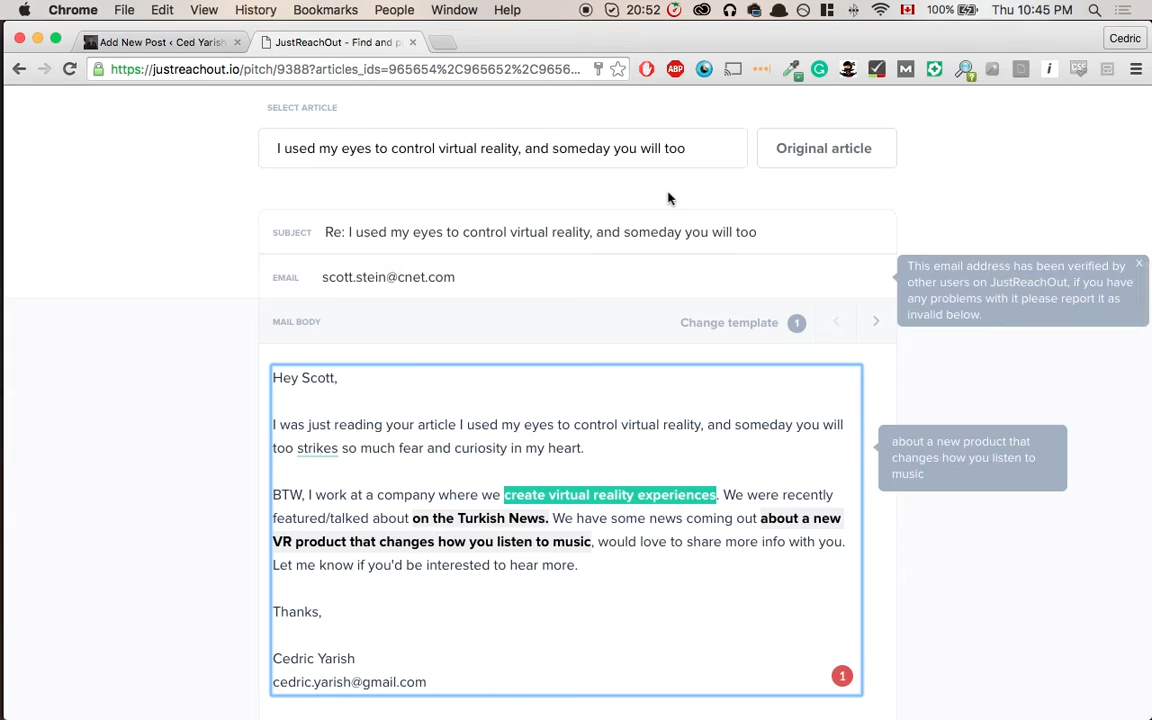 Chrome File Edit View History Bookmarks People Window Help 20:52 100% Thu 10:45 PM
Add New Post ‹ Ced Yarish × JustReachOut - Find and p × Cedric
https://justreachout.io/pitch/9388?articles_ids=965654%2C965652%2C9656...
SELECT ARTICLE
I used my eyes to control virtual reality, and someday you will too Original article
SUBJECT Re: I used my eyes to control virtual reality, and someday you will too
EMAIL scott.stein@cnet.com
This email address has been verified by x
other users on JustReachOut, if you have
any problems with it please report it as
invalid below.
MAIL BODY Change template 1
Hey Scott,
I was just reading your article I used my eyes to control virtual reality, and someday you will
too strikes so much fear and curiosity in my heart.
about a new product that
changes how you listen to
music
BTW, I work at a company where we create virtual reality experiences. We were recently
featured/talked about on the Turkish News. We have some news coming out about a new
VR product that changes how you listen to music, would love to share more info with you.
Let me know if you'd be interested to hear more.
Thanks,
Cedric Yarish
cedric.yarish@gmail.com
1